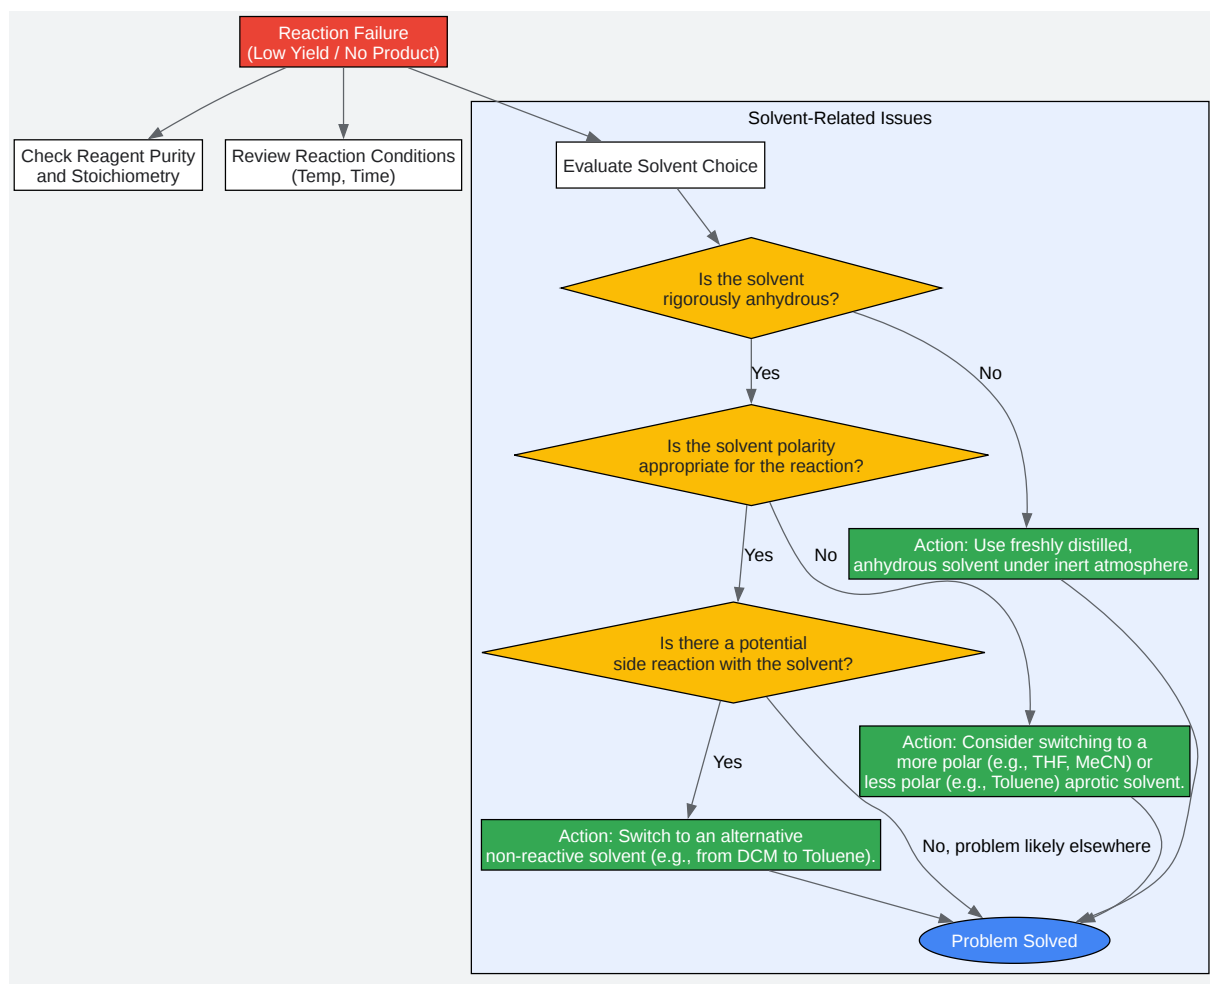 Reaction Failure
(Low Yield / No Product)
Solvent-Related Issues
Check Reagent Purity
and Stoichiometry
Review Reaction Conditions
(Temp, Time)
Evaluate Solvent Choice
Is the solvent
rigorously anhydrous?
Yes
No
Is the solvent polarity
appropriate for the reaction?
Yes
No
Action: Use freshly distilled,
anhydrous solvent under inert atmosphere.
Is there a potential
side reaction with the solvent?
Yes
Action: Consider switching to a
more polar (e.g., THF, MeCN) or
less polar (e.g., Toluene) aprotic solvent.
Action: Switch to an alternative
non-reactive solvent (e.g., from DCM to Toluene).
No, problem likely elsewhere
Problem Solved